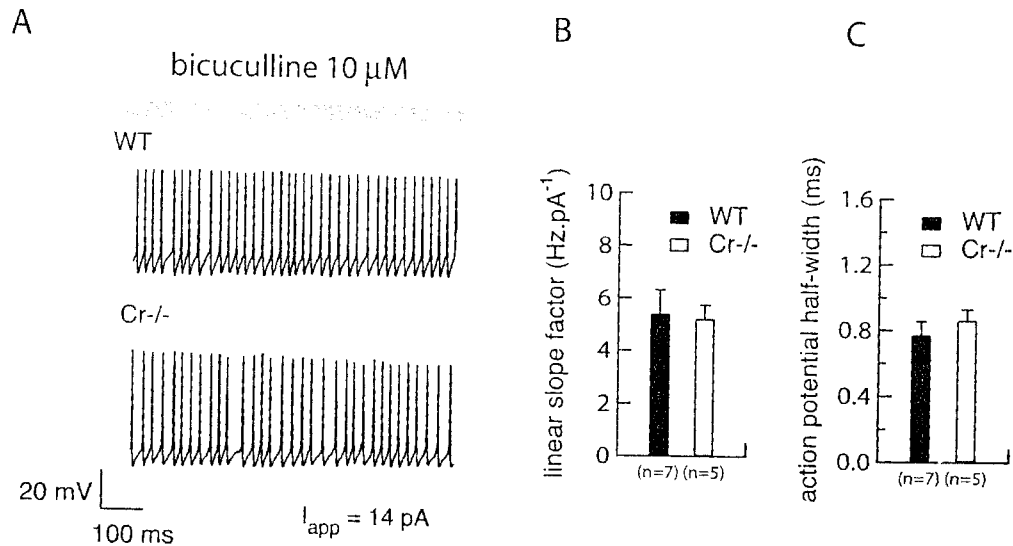 A
bicuculline 10 µM
WT
Cr-/-
20 mV
100 ms
Iapp = 14 pA
B
linear slope factor (Hz.pA-1)
10
8
6
4
2
0
WT
Cr-/-
(n=7) (n=5)
C
action potential half-width (ms)
1.6
1.2
0.8
0.4
0.0
WT
Cr-/-
(n=7) (n=5)